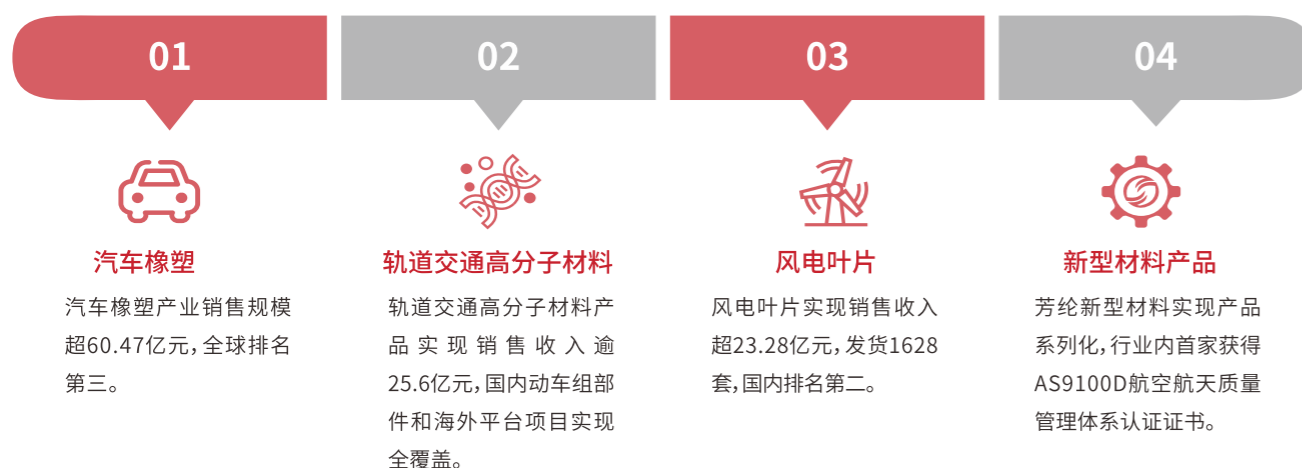 01
02
03
04
汽车橡塑
汽车橡塑产业销售规模
超60.47亿元，全球排名
第三。
轨道交通高分子材料
轨道交通高分子材料产
品实现销售收入逾
25.6亿元，国内动车组部
件和海外平台项目实现
全覆盖。
风电叶片
风电叶片实现销售收入
超23.28亿元，发货1628
套，国内排名第二。
新型材料产品
芳纶新型材料实现产品
系列化，行业内首家获得
AS9100D航空航天质量
管理体系认证证书。